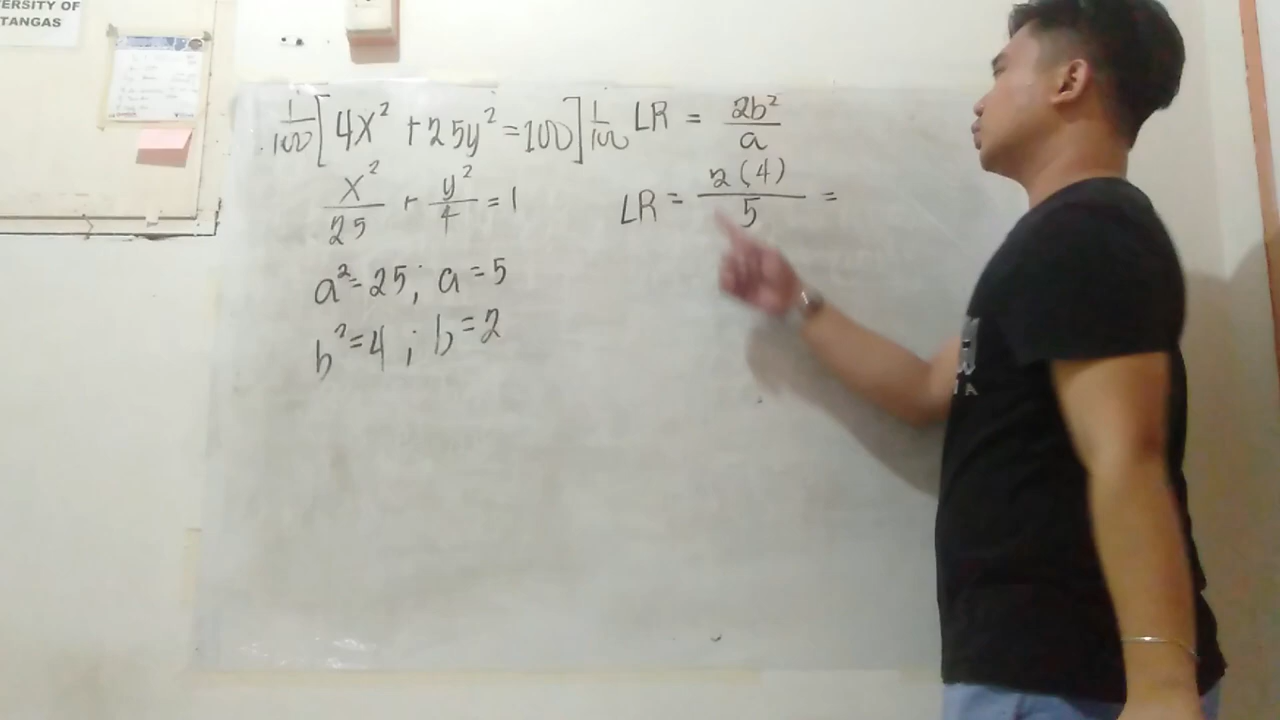 ERSITY OF
TANGAS
1/100 [4x² + 25y² = 100] 1/100
x²/25 + y²/4 = 1
a² = 25; a = 5
b² = 4; b = 2
LR = 2b²/a
LR = 2(4)/5 =